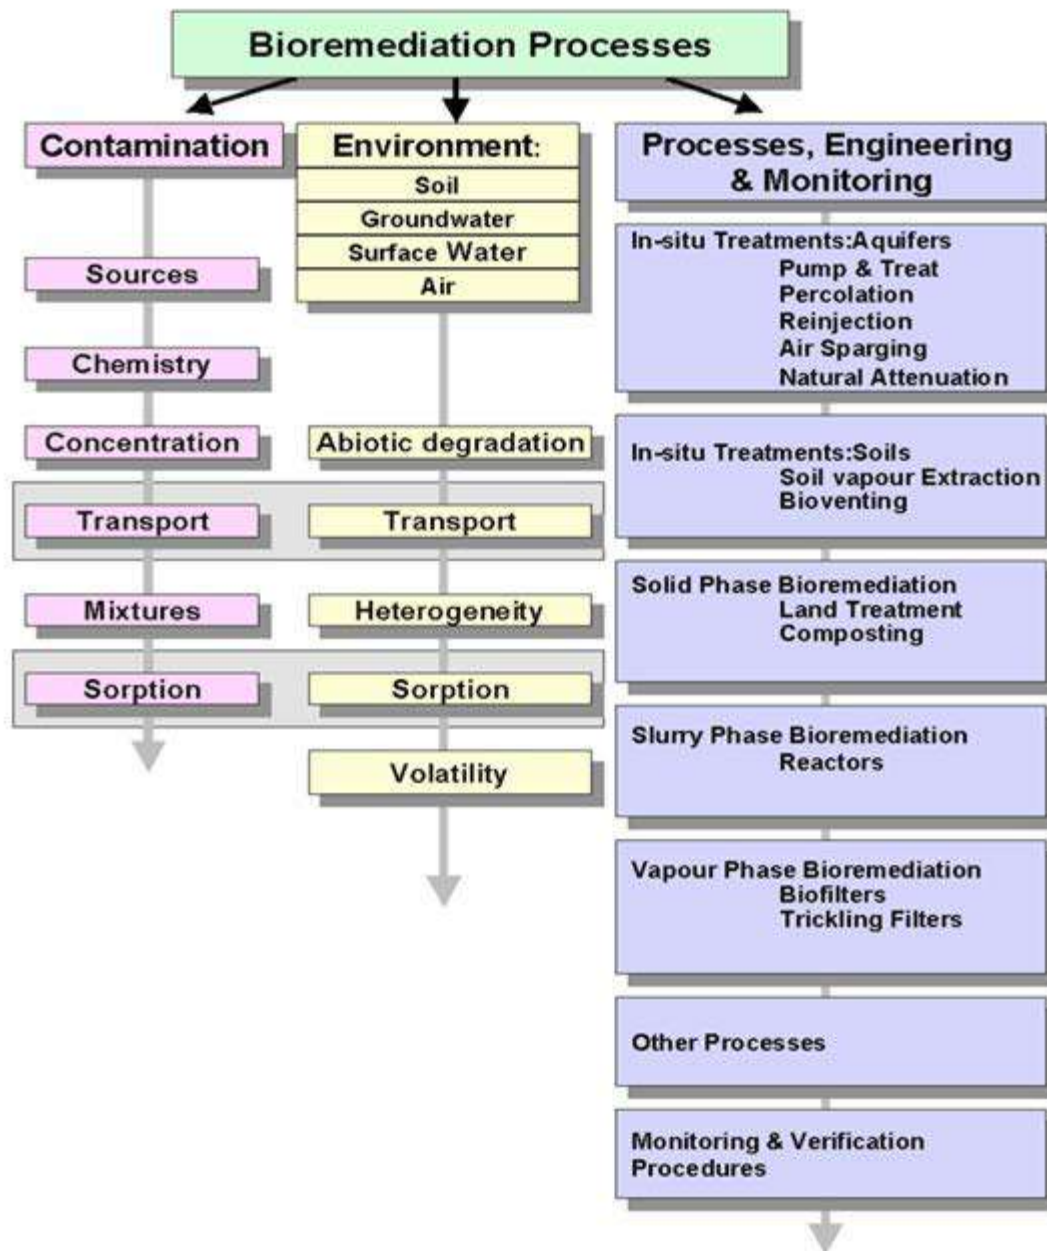 Bioremediation Processes
Contamination
Sources
Chemistry
Concentration
Transport
Mixtures
Sorption
Environment:
Soil
Groundwater
Surface Water
Air
Abiotic degradation
Transport
Heterogeneity
Sorption
Volatility
Processes, Engineering
& Monitoring
In-situ Treatments:Aquifers
Pump & Treat
Percolation
Reinjection
Air Sparging
Natural Attenuation
In-situ Treatments:Soils
Soil vapour Extraction
Bioventing
Solid Phase Bioremediation
Land Treatment
Composting
Slurry Phase Bioremediation
Reactors
Vapour Phase Bioremediation
Biofilters
Trickling Filters
Other Processes
Monitoring & Verification
Procedures